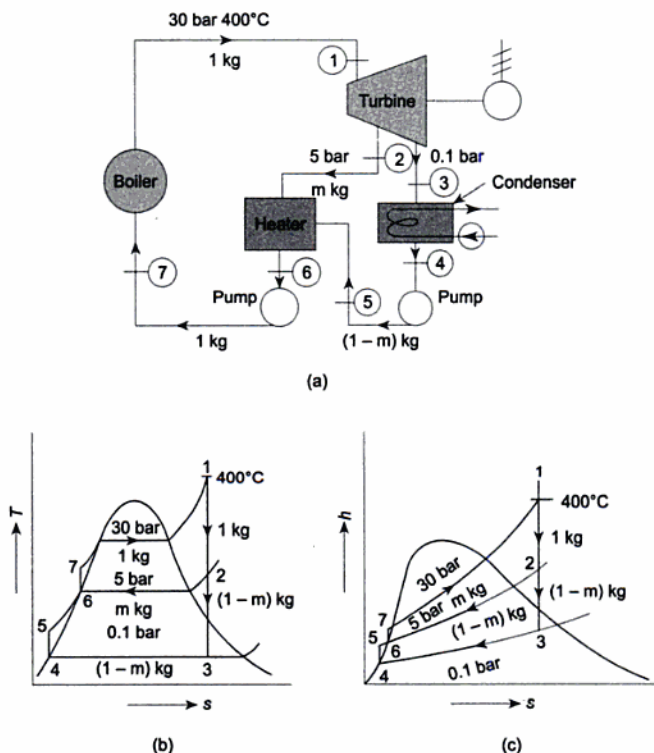 30 bar 400°C
1 kg
1
Turbine
5 bar
2
0.1 bar
m kg
3
Condenser
Boiler
Heater
4
7
6
5
Pump
Pump
1 kg
(1 – m) kg
(a)
T
1
400°C
30 bar
1 kg
1 kg
7
5 bar
2
6
m kg
(1 – m) kg
5
0.1 bar
4
(1 – m) kg
3
s
(b)
h
1
400°C
1 kg
30 bar
2
7
5 bar
m kg
(1 – m) kg
5
6
(1 – m) kg
3
4
0.1 bar
s
(c)